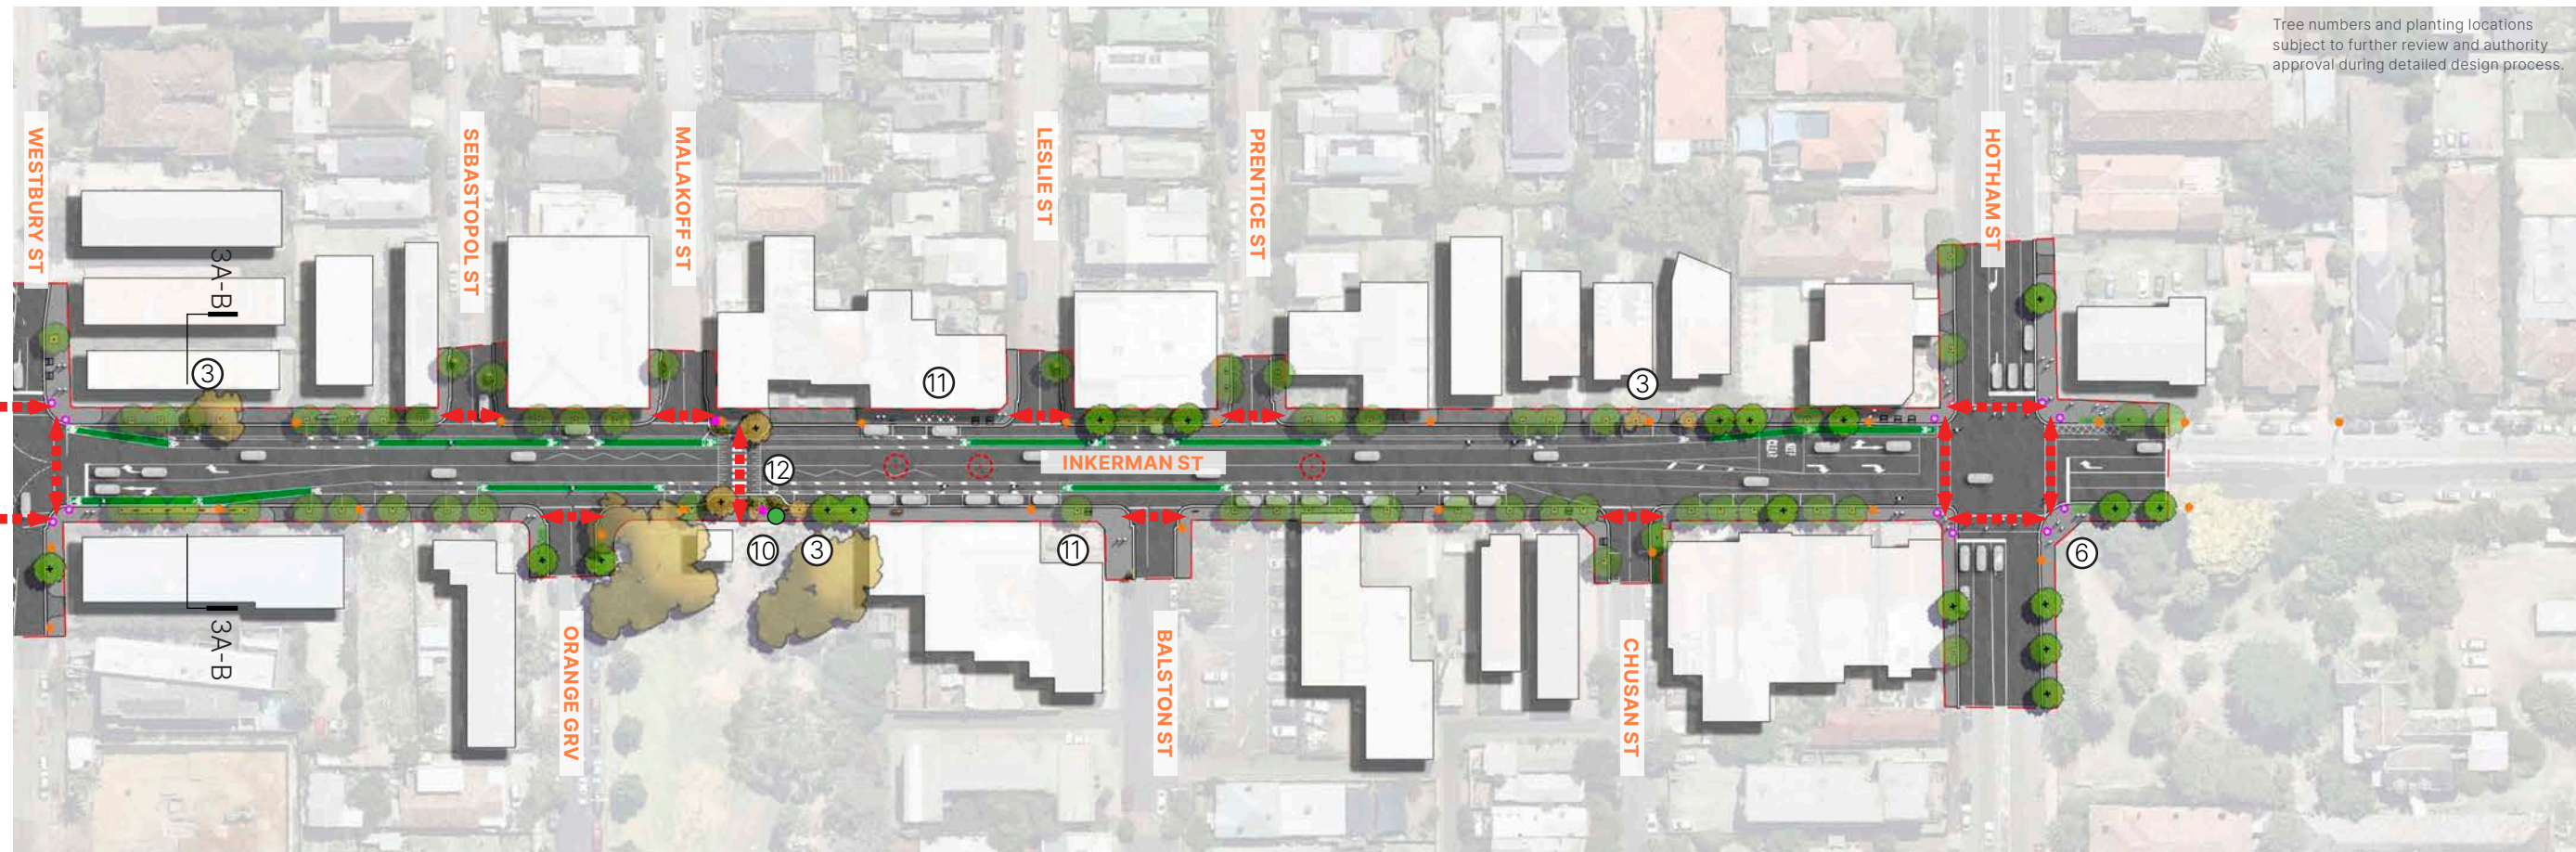 Tree numbers and planting locations
subject to further review and authority
approval during detailed design process.
WESTBURY ST
SEBASTOPOL ST
MALAKOFF ST
LESLIE ST
PRENTICE ST
HOTHAM ST
3A-B
3
11
3
INKERMAN ST
12
10
3
11
6
3A-B
ORANGE GRV
BALSTON ST
CHUSAN ST